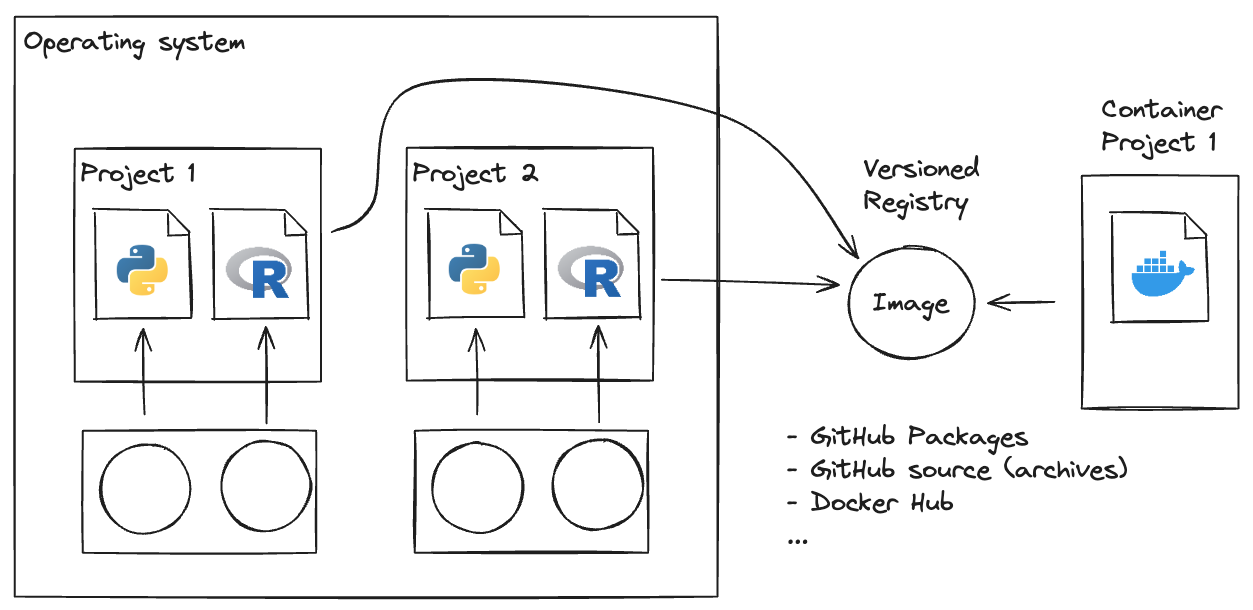 Operating system
Project 1
R
Project 2
R
Versioned
Registry
Image
Container
Project 1
- GitHub Packages
- GitHub source (archives)
- Docker Hub
...